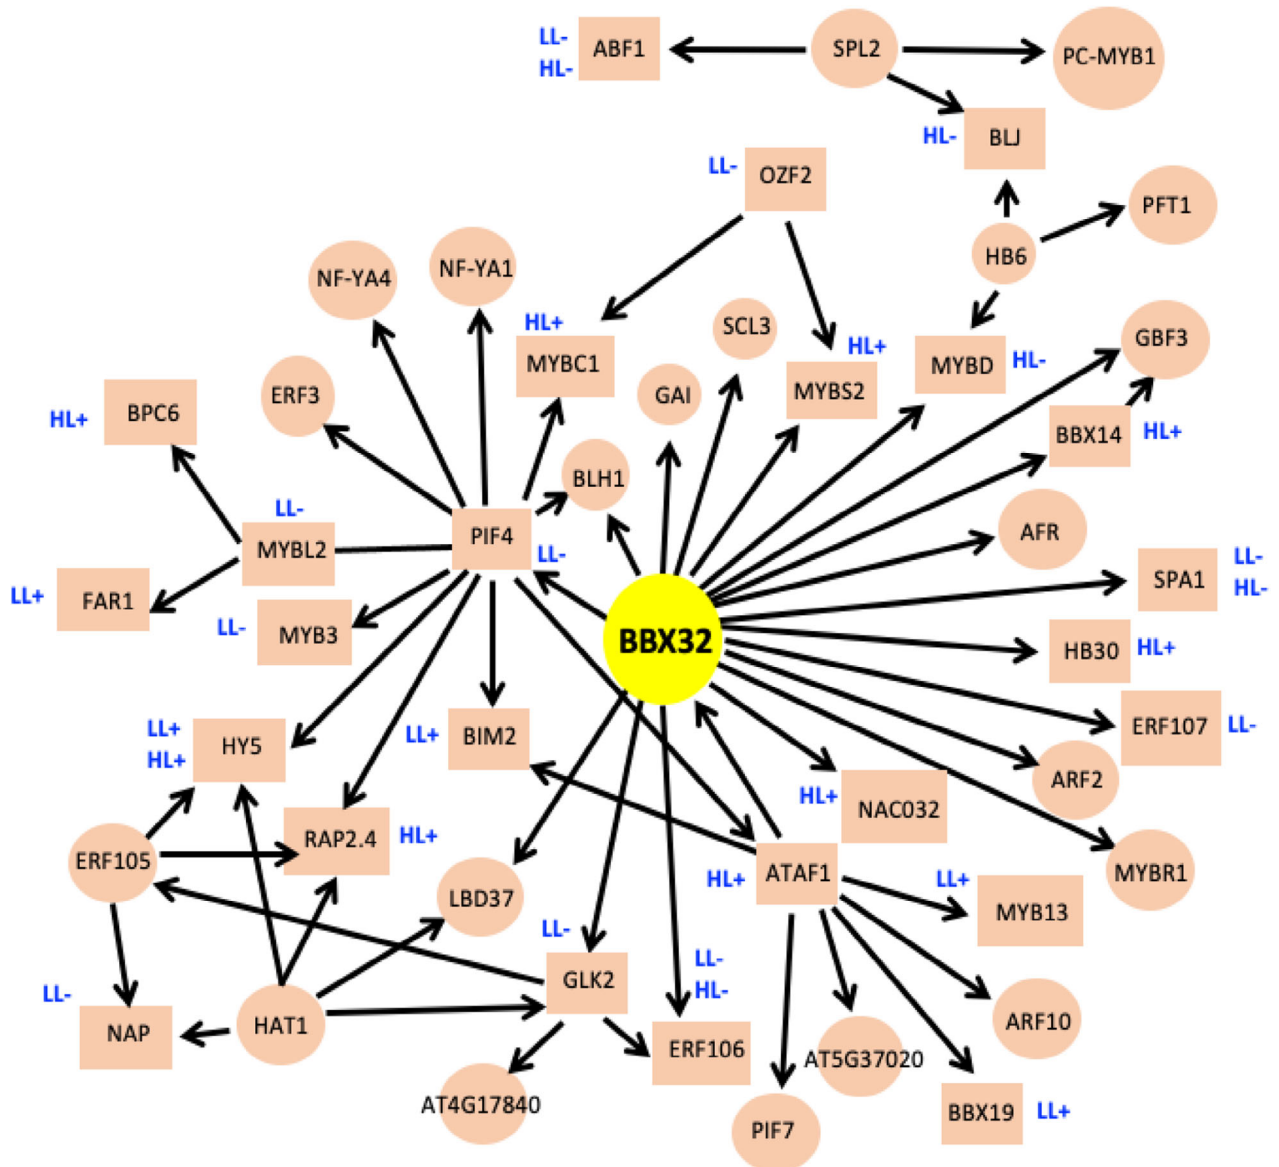 LL-
HL-
ABF1
SPL2
PC-MYB1
HL-
BLJ
LL-
OZF2
PFT1
HB6
NF-YA4
NF-YA1
HL+
MYBC1
SCL3
HL+
MYBS2
MYBD
HL-
GBF3
ERF3
GAI
HL+
BPC6
BBX14
HL+
BLH1
LL-
MYBL2
PIF4
LL-
AFR
LL+
FAR1
LL-
MYB3
BBX32
SPA1
LL-
HL-
HB30
HL+
LL+
HL+
HY5
LL+
BIM2
ERF107
LL-
ARF2
HL+
NAC032
ERF105
RAP2.4
HL+
LBD37
HL+
ATAF1
MYBR1
LL+
MYB13
LL-
GLK2
LL-
HL-
LL-
NAP
HAT1
ERF106
ARF10
AT5G37020
AT4G17840
PIF7
BBX19
LL+